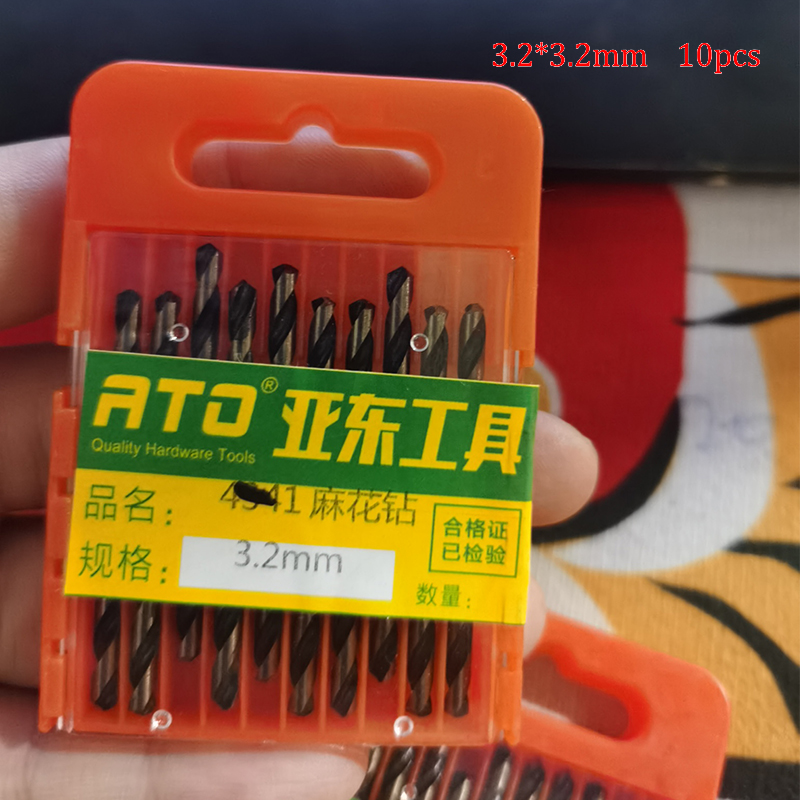 3.2*3.2mm 10pcs
ATO® 亚东工具
Quality Hardware Tools
品名： 4341 麻花钻
规格： 3.2mm
合格证
已检验
数量：